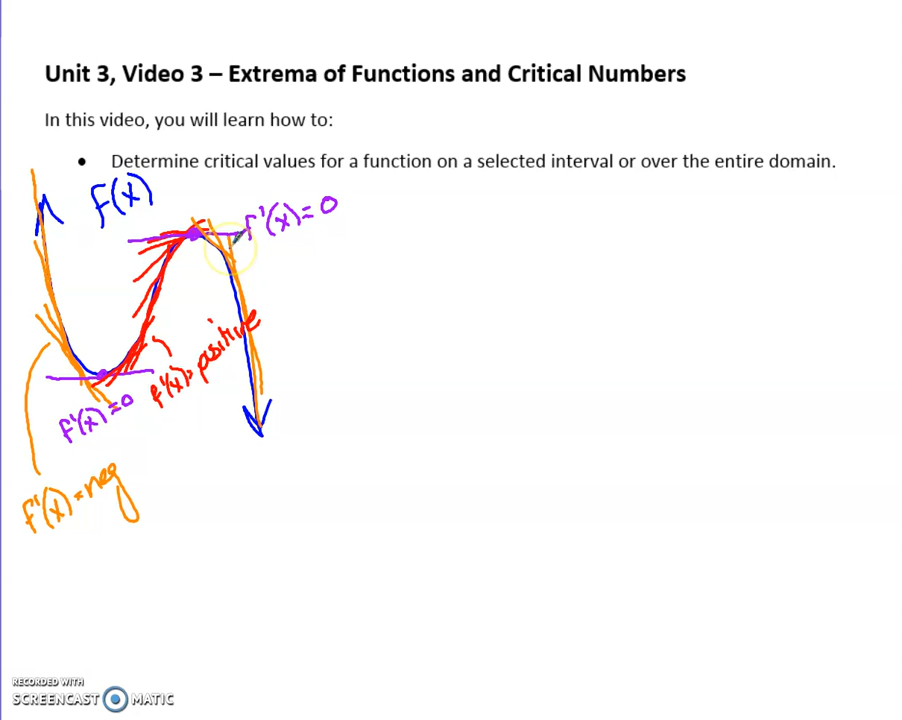 Unit 3, Video 3 – Extrema of Functions and Critical Numbers
In this video, you will learn how to:
• Determine critical values for a function on a selected interval or over the entire domain.
f(x)
f'(x)=0
f'(x)=positive
f'(x)=0
f'(x)=neg
RECORDED WITH
SCREENCAST MATIC